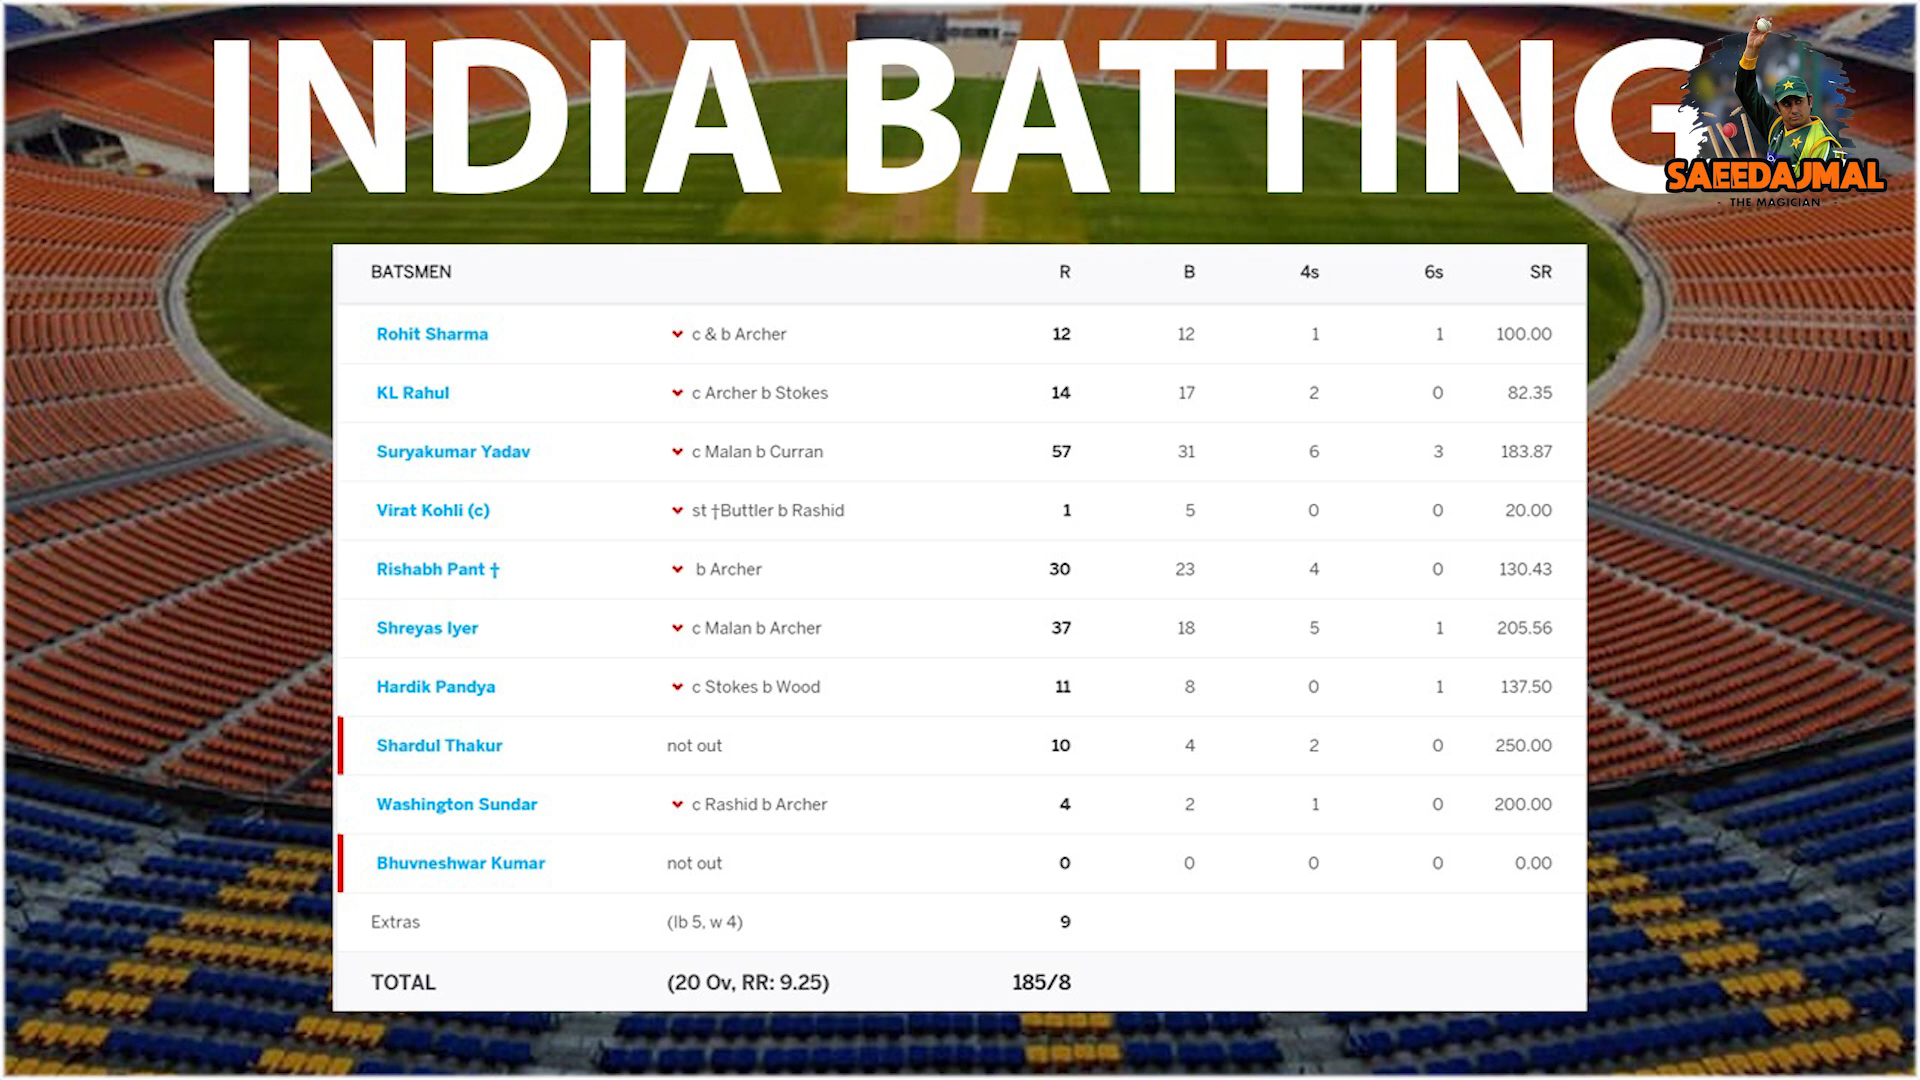 INDIA BATTING
SAEEDAJMAL
- THE MAGICIAN -
BATSMEN R B 4s 6s SR
Rohit Sharma c & b Archer 12 12 1 1 100.00
KL Rahul c Archer b Stokes 14 17 2 0 82.35
Suryakumar Yadav c Malan b Curran 57 31 6 3 183.87
Virat Kohli (c) st †Buttler b Rashid 1 5 0 0 20.00
Rishabh Pant † b Archer 30 23 4 0 130.43
Shreyas Iyer c Malan b Archer 37 18 5 1 205.56
Hardik Pandya c Stokes b Wood 11 8 0 1 137.50
Shardul Thakur not out 10 4 2 0 250.00
Washington Sundar c Rashid b Archer 4 2 1 0 200.00
Bhuvneshwar Kumar not out 0 0 0 0 0.00
Extras (lb 5, w 4) 9
TOTAL (20 Ov, RR: 9.25) 185/8